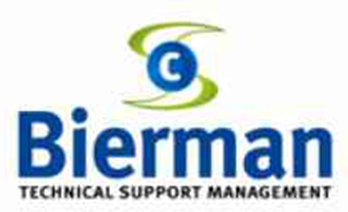 C
Bierman
TECHNICAL SUPPORT MANAGEMENT